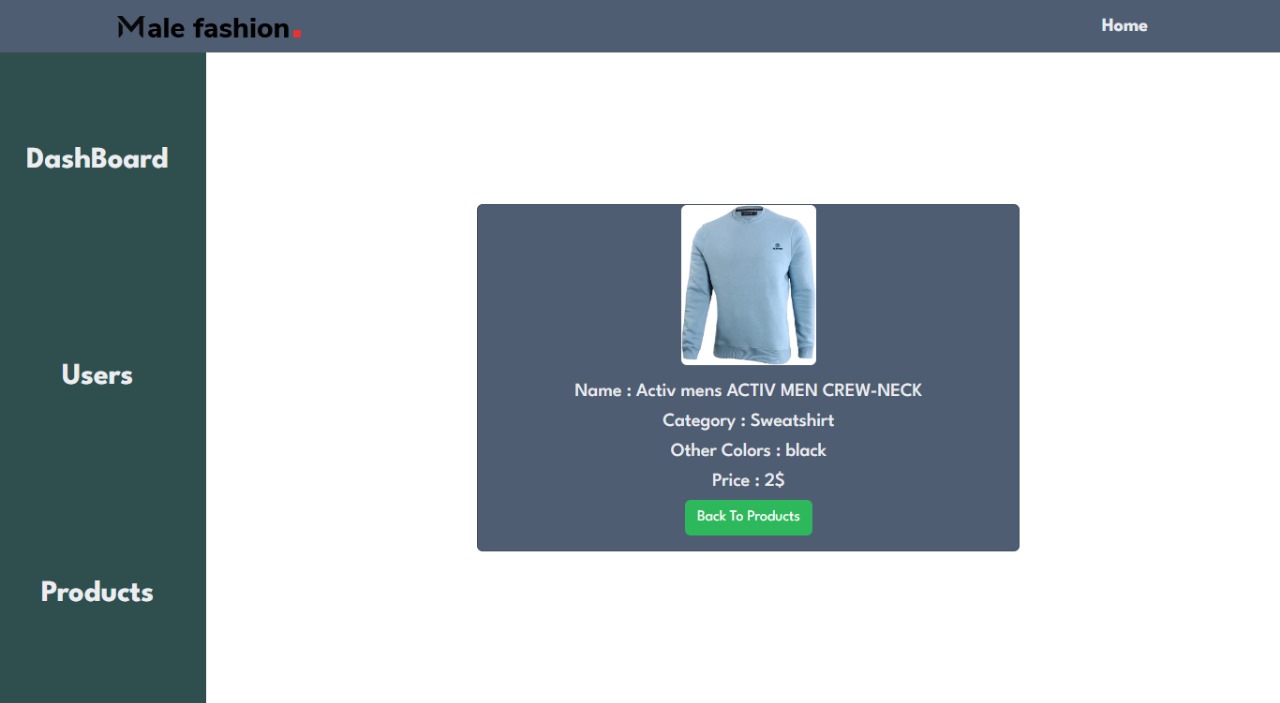 Male fashion.
Home
DashBoard
Users
Products
Name : Activ mens ACTIV MEN CREW-NECK
Category : Sweatshirt
Other Colors : black
Price : 2$
Back To Products